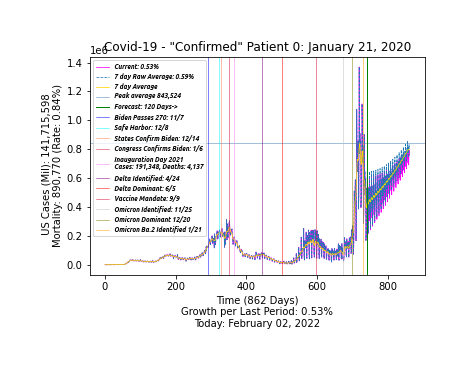 Covid-19 - "Confirmed" Patient 0: January 21, 2020
1e6
US Cases (Mil): 141,715,598
Mortality: 890,770 (Rate: 0.84%)
1.4
1.2
1.0
0.8
0.6
0.4
0.2
0.0
Current: 0.53%
7 day Raw Average: 0.59%
7 day Average
Peak average 843,524
Forecast: 120 Days->
Biden Passes 270: 11/7
Safe Harbor: 12/8
States Confirm Biden: 12/14
Congress Confirms Biden: 1/6
Inauguration Day 2021
Cases: 191,348, Deaths: 4,137
Delta Identified: 4/24
Delta Dominant: 6/5
Vaccine Mandate: 9/9
Omicron Identified: 11/25
Omicron Dominant 12/20
Omicron Ba.2 Identified 1/21
0 200 400 600 800
Time (862 Days)
Growth per Last Period: 0.53%
Today: February 02, 2022